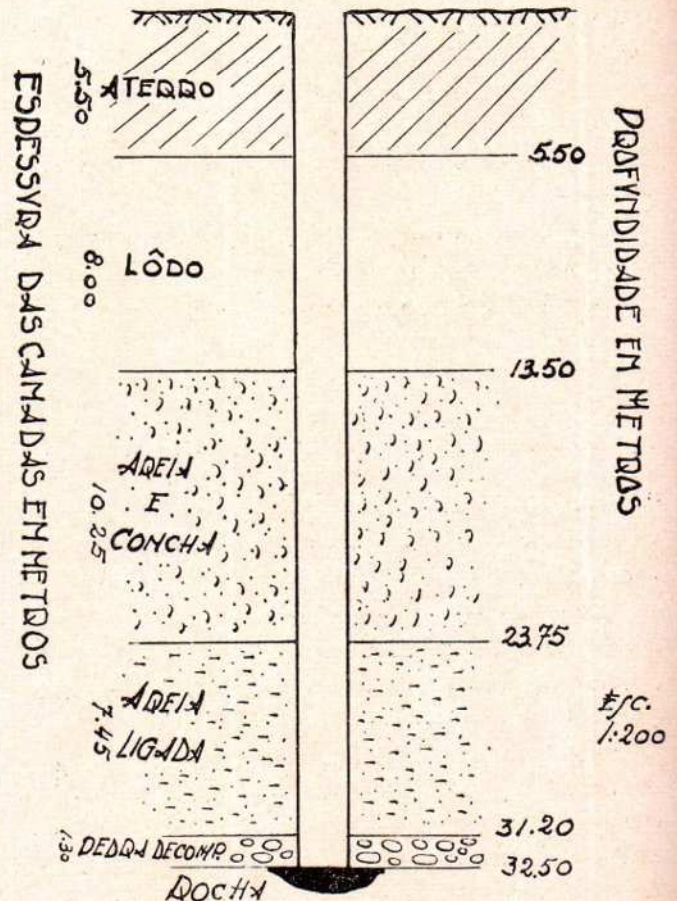 ESPESSURA DAS CAMADAS EM METROS
PROFUNDIDADE EM METROS
ATERRO
5.50
5.50
LÔDO
8.00
13.50
AREIA
E
CONCHA
10.25
23.75
AREIA
LIGADA
7.45
Esc.
1:200
31.20
PEDRA DECOMP.
1.30
32.50
ROCHA